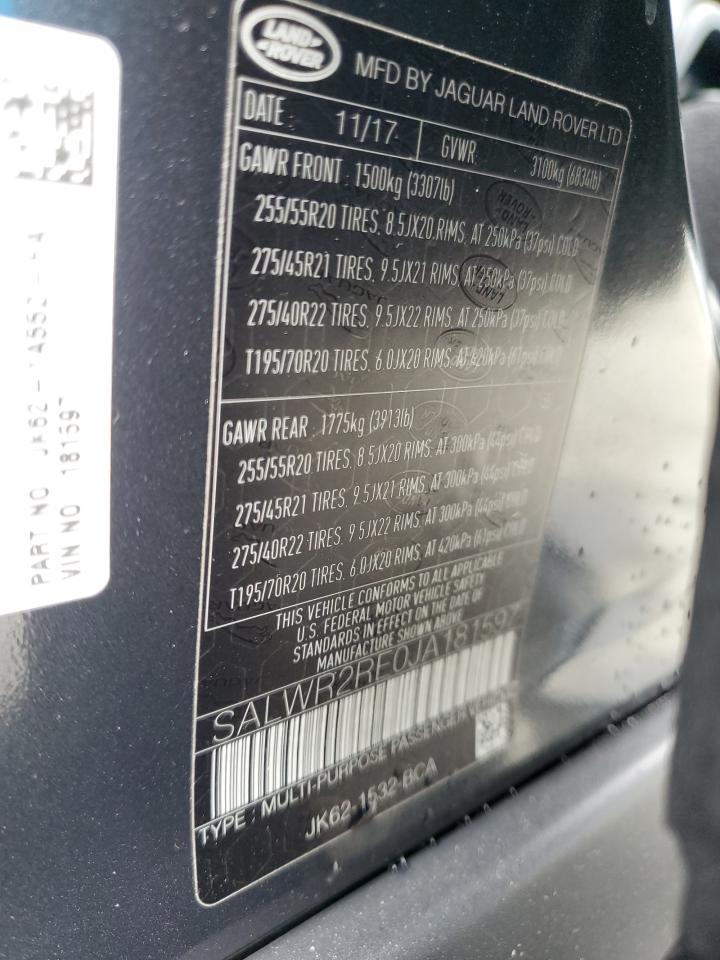 LAND
ROVER
MFD BY JAGUAR LAND ROVER LTD
DATE : 11/17 GVWR: 3100kg (6834lb)
GAWR FRONT : 1500kg (3307lb)
255/55R20 TIRES, 8.5JX20 RIMS, AT 250kPa (37psi) COLD
275/45R21 TIRES, 9.5JX21 RIMS, AT 250kPa (37psi) COLD
275/40R22 TIRES, 9.5JX22 RIMS, AT 250kPa (37psi) COLD
T195/70R20 TIRES, 6.0JX20 RIMS, AT 420kPa (61psi) COLD
GAWR REAR : 1775kg (3913lb)
255/55R20 TIRES, 8.5JX20 RIMS, AT 300kPa (44psi) COLD
275/45R21 TIRES, 9.5JX21 RIMS, AT 300kPa (44psi) COLD
275/40R22 TIRES, 9.5JX22 RIMS, AT 300kPa (44psi) COLD
T195/70R20 TIRES, 6.0JX20 RIMS, AT 420kPa (61psi) COLD
THIS VEHICLE CONFORMS TO ALL APPLICABLE
U.S. FEDERAL MOTOR VEHICLE SAFETY
STANDARDS IN EFFECT ON THE DATE OF
MANUFACTURE SHOWN ABOVE.
SALWR2RE0JA181597
TYPE : MULTI-PURPOSE PASSENGER VEHICLE
JK62-1532-BCA
PART NO
VIN NO 181597